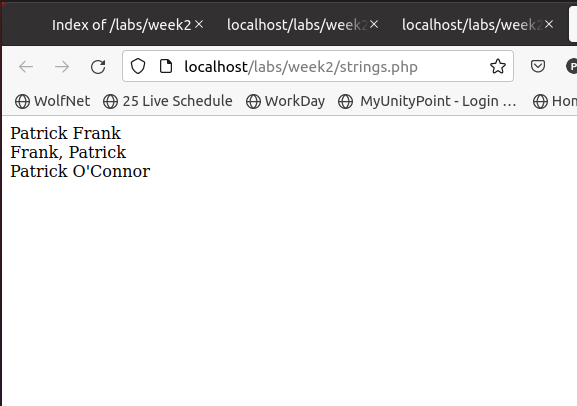 Index of /labs/week2 × localhost/labs/week2 × localhost/labs/week2 ×
localhost/labs/week2/strings.php
WolfNet 25 Live Schedule WorkDay MyUnityPoint - Login … Hom
Patrick Frank
Frank, Patrick
Patrick O'Connor